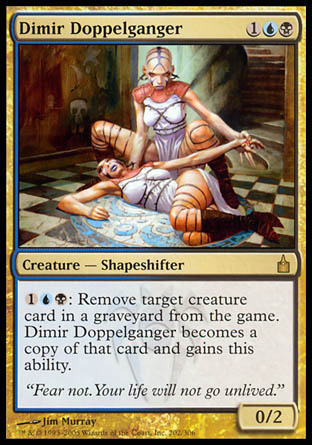 Dimir Doppelganger 1
Creature — Shapeshifter
1: Remove target creature
card in a graveyard from the game.
Dimir Doppelganger becomes a
copy of that card and gains this
ability.
"Fear not. Your life will not go unlived."
Jim Murray
™ & © 1993–2005 Wizards of the Coast, Inc. 202/306
0/2